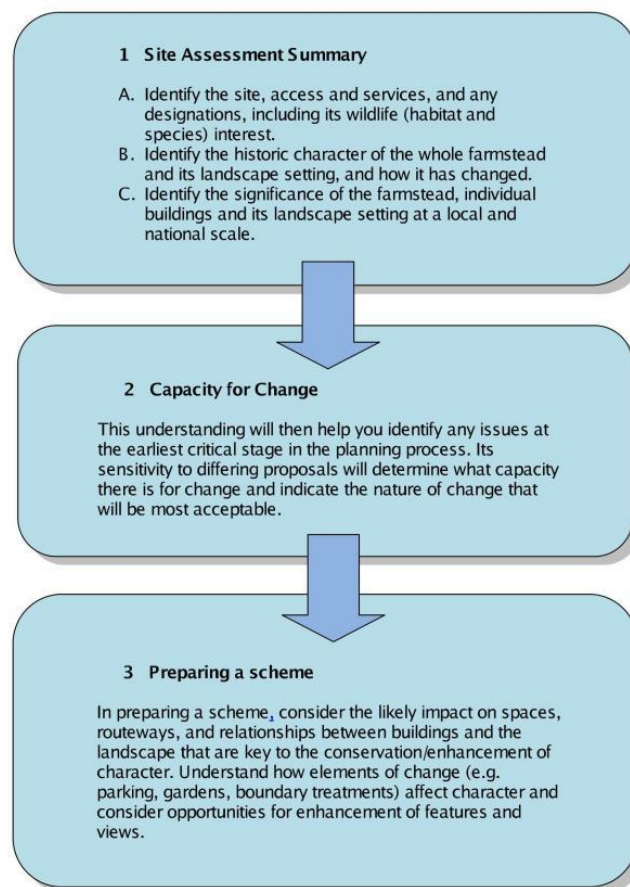 1 Site Assessment Summary
A. Identify the site, access and services, and any
designations, including its wildlife (habitat and
species) interest.
B. Identify the historic character of the whole farmstead
and its landscape setting, and how it has changed.
C. Identify the significance of the farmstead, individual
buildings and its landscape setting at a local and
national scale.
2 Capacity for Change
This understanding will then help you identify any issues at
the earliest critical stage in the planning process. Its
sensitivity to differing proposals will determine what capacity
there is for change and indicate the nature of change that
will be most acceptable.
3 Preparing a scheme
In preparing a scheme, consider the likely impact on spaces,
routeways, and relationships between buildings and the
landscape that are key to the conservation/enhancement of
character. Understand how elements of change (e.g.
parking, gardens, boundary treatments) affect character and
consider opportunities for enhancement of features and
views.